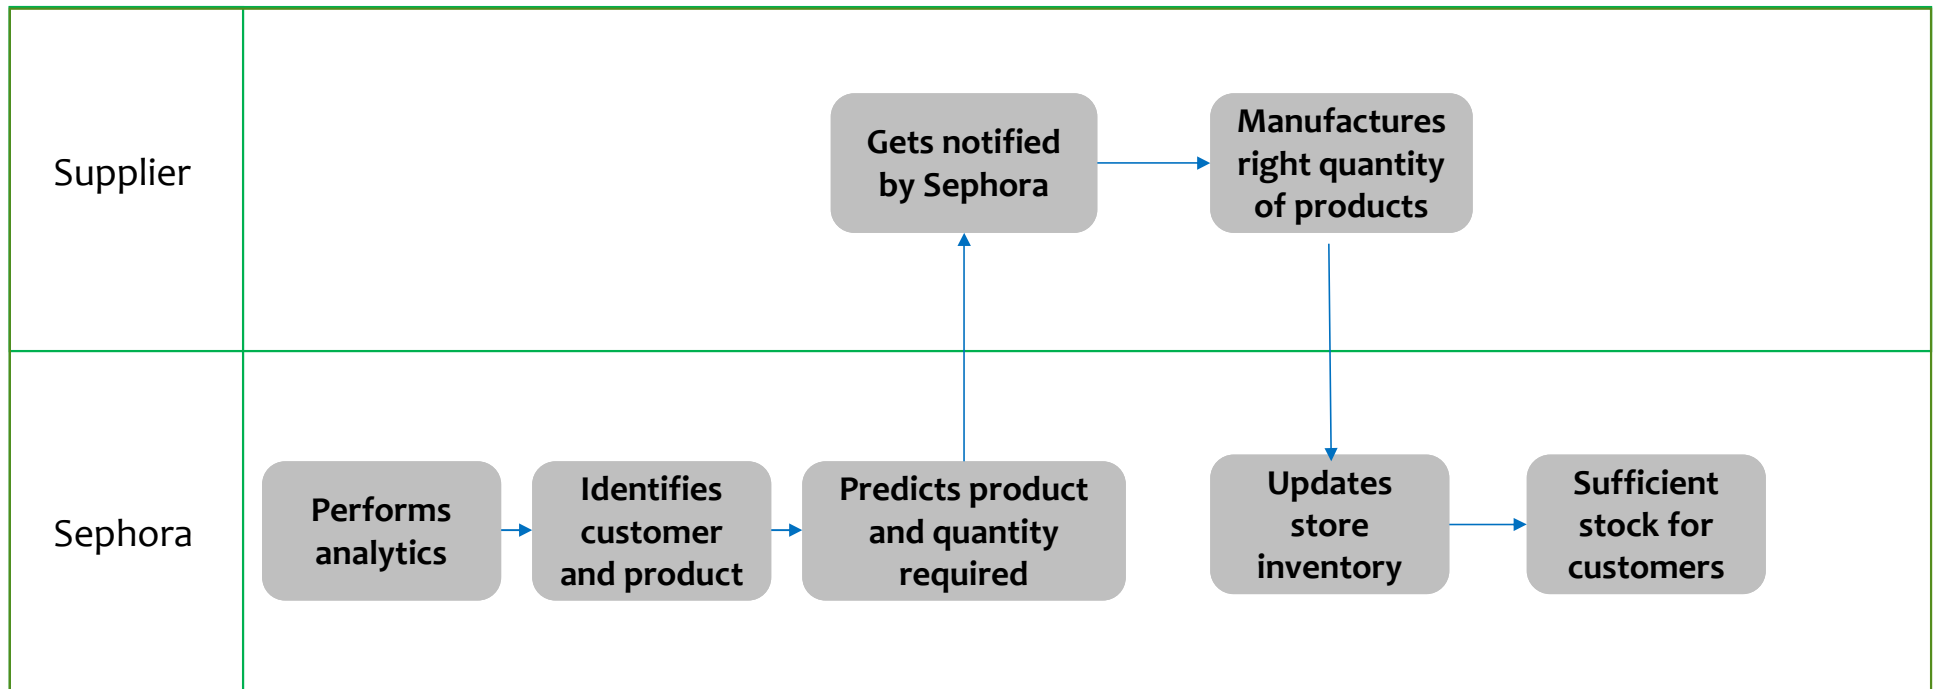 Supplier
Gets notified
by Sephora
Manufactures
right quantity
of products
Sephora
Performs
analytics
Identifies
customer
and product
Predicts product
and quantity
required
Updates
store
inventory
Sufficient
stock for
customers